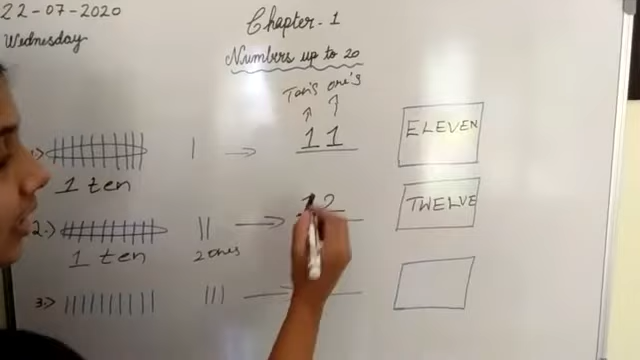 22-07-2020
Wednesday
Chapter-1
Numbers up to 20
Ten's one's
1.) 11 ELEVEN
1 ten
2.) 12 TWELVE
1 ten 2 ones
3.)